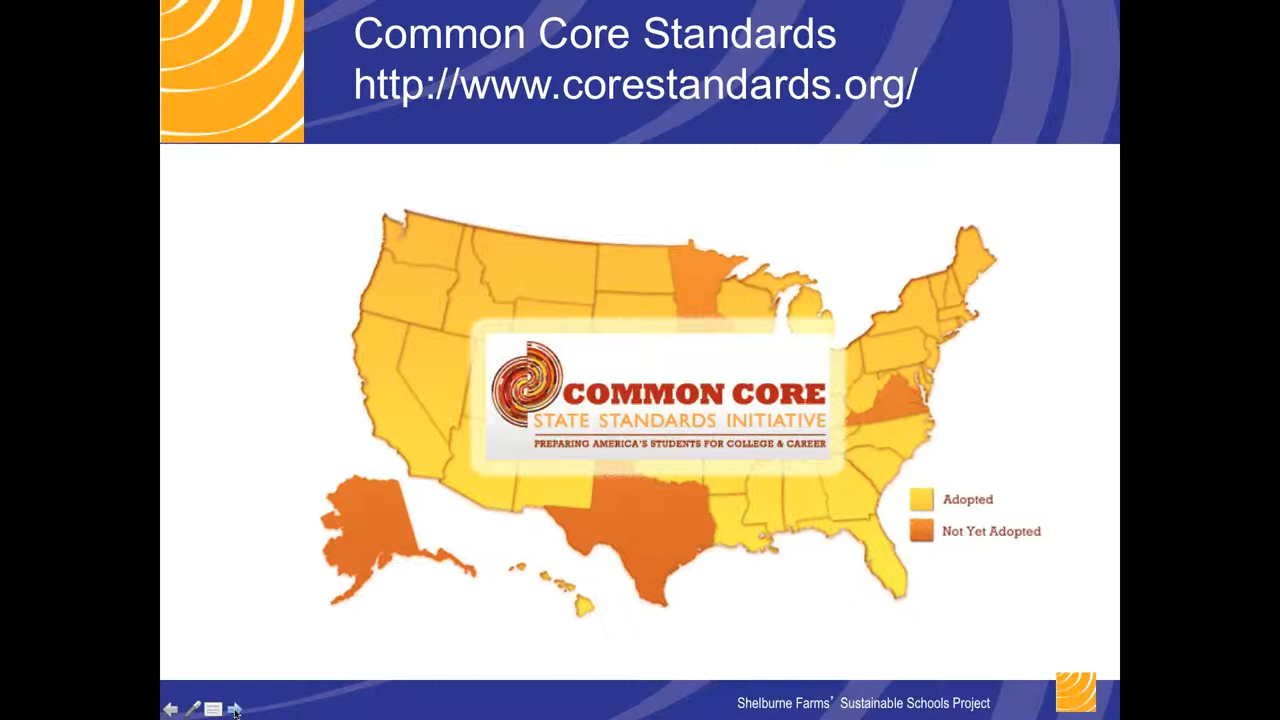 Common Core Standards
http://www.corestandards.org/
COMMON CORE
STATE STANDARDS INITIATIVE
PREPARING AMERICA'S STUDENTS FOR COLLEGE & CAREER
Adopted
Not Yet Adopted
Shelburne Farms’ Sustainable Schools Project